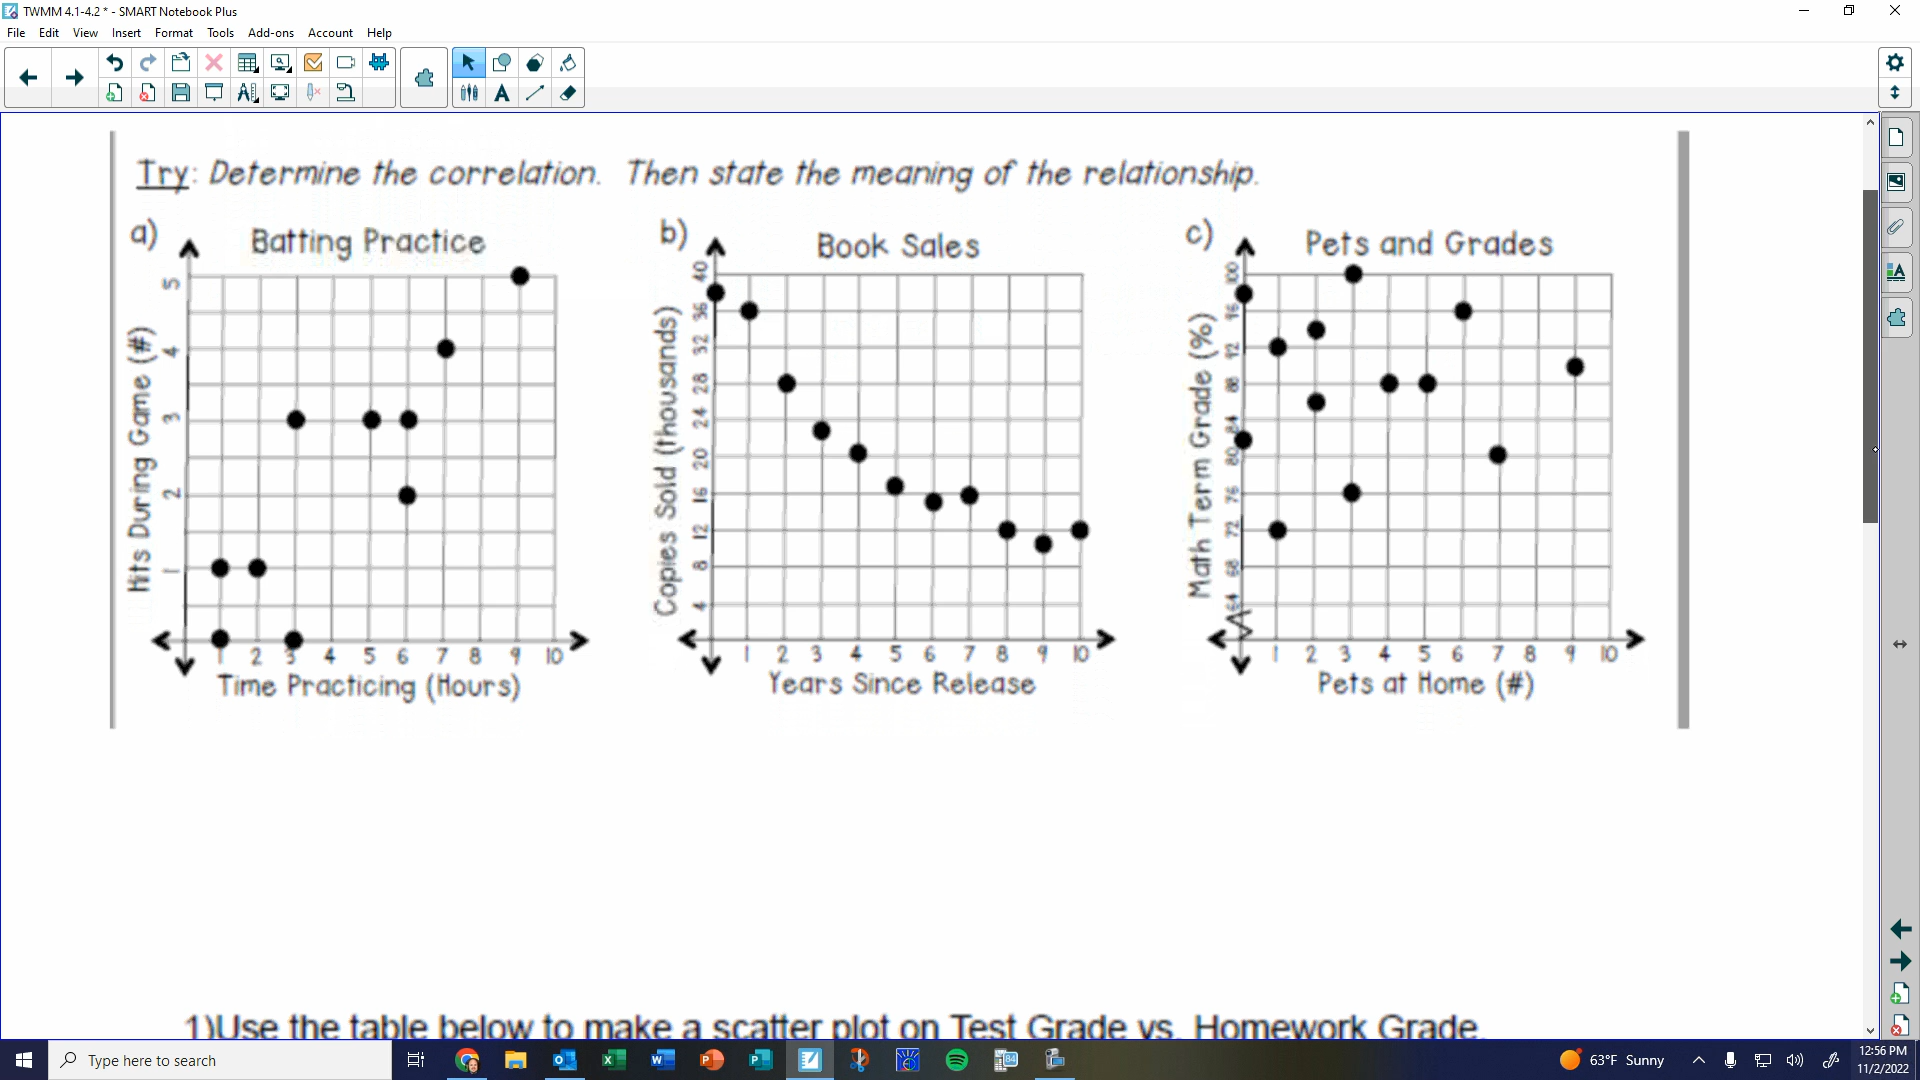 TWMM 4.1-4.2 * - SMART Notebook Plus
File Edit View Insert Format Tools Add-ons Account Help
Try: Determine the correlation. Then state the meaning of the relationship.
a) Batting Practice
Hits During Game (#)
5
4
3
2
1
1 2 3 4 5 6 7 8 9 10
Time Practicing (Hours)
b) Book Sales
Copies Sold (thousands)
40
36
32
28
24
20
16
12
8
4
1 2 3 4 5 6 7 8 9 10
Years Since Release
c) Pets and Grades
Math Term Grade (%)
100
96
92
88
84
80
76
72
68
64
1 2 3 4 5 6 7 8 9 10
Pets at Home (#)
1)Use the table below to make a scatter plot on Test Grade vs. Homework Grade.
Type here to search
84
63°F Sunny
12:56 PM
11/2/2022